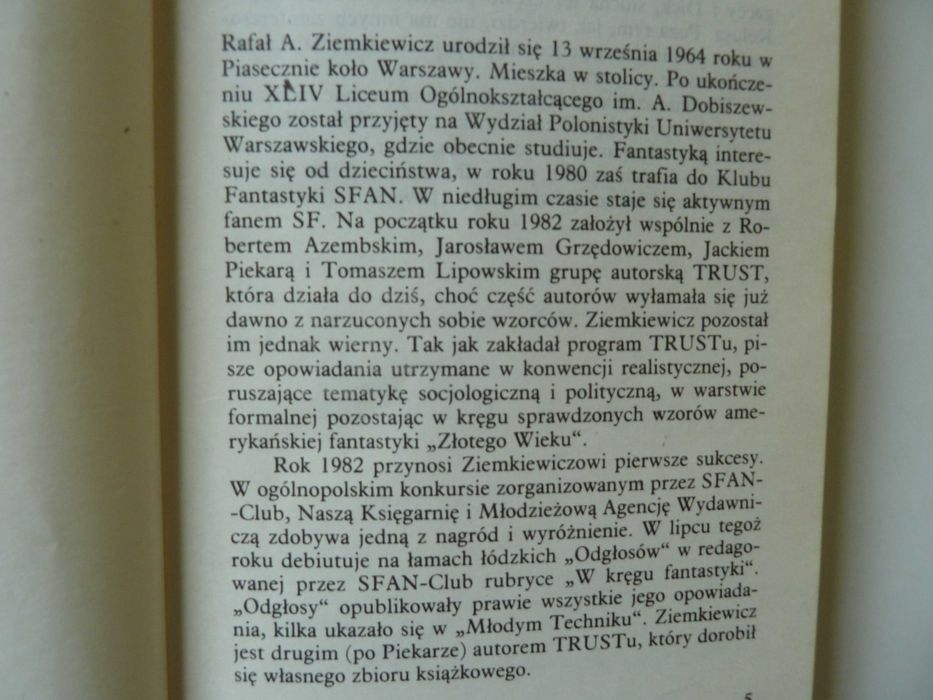 Rafał A. Ziemkiewicz urodził się 13 września 1964 roku w
Piasecznie koło Warszawy. Mieszka w stolicy. Po ukończe-
niu XLIV Liceum Ogólnokształcącego im. A. Dobiszew-
skiego został przyjęty na Wydział Polonistyki Uniwersytetu
Warszawskiego, gdzie obecnie studiuje. Fantastyką intere-
suje się od dzieciństwa, w roku 1980 zaś trafia do Klubu
Fantastyki SFAN. W niedługim czasie staje się aktywnym
fanem SF. Na początku roku 1982 założył wspólnie z Ro-
bertem Azembskim, Jarosławem Grzędowiczem, Jackiem
Piekarą i Tomaszem Lipowskim grupę autorską TRUST,
która działa do dziś, choć część autorów wyłamała się już
dawno z narzuconych sobie wzorców. Ziemkiewicz pozostał
im jednak wierny. Tak jak zakładał program TRUSTu, pi-
sze opowiadania utrzymane w konwencji realistycznej, po-
ruszające tematykę socjologiczną i polityczną, w warstwie
formalnej pozostając w kręgu sprawdzonych wzorów ame-
rykańskiej fantastyki „Złotego Wieku“.
Rok 1982 przynosi Ziemkiewiczowi pierwsze sukcesy.
W ogólnopolskim konkursie zorganizowanym przez SFAN-
-Club, Naszą Księgarnię i Młodzieżową Agencję Wydawni-
czą zdobywa jedną z nagród i wyróżnienie. W lipcu tegoż
roku debiutuje na łamach łódzkich „Odgłosów“ w redago-
wanej przez SFAN-Club rubryce „W kręgu fantastyki“.
„Odgłosy“ opublikowały prawie wszystkie jego opowiada-
nia, kilka ukazało się w „Młodym Techniku“. Ziemkiewicz
jest drugim (po Piekarze) autorem TRUSTu, który dorobił
się własnego zbioru książkowego.
5